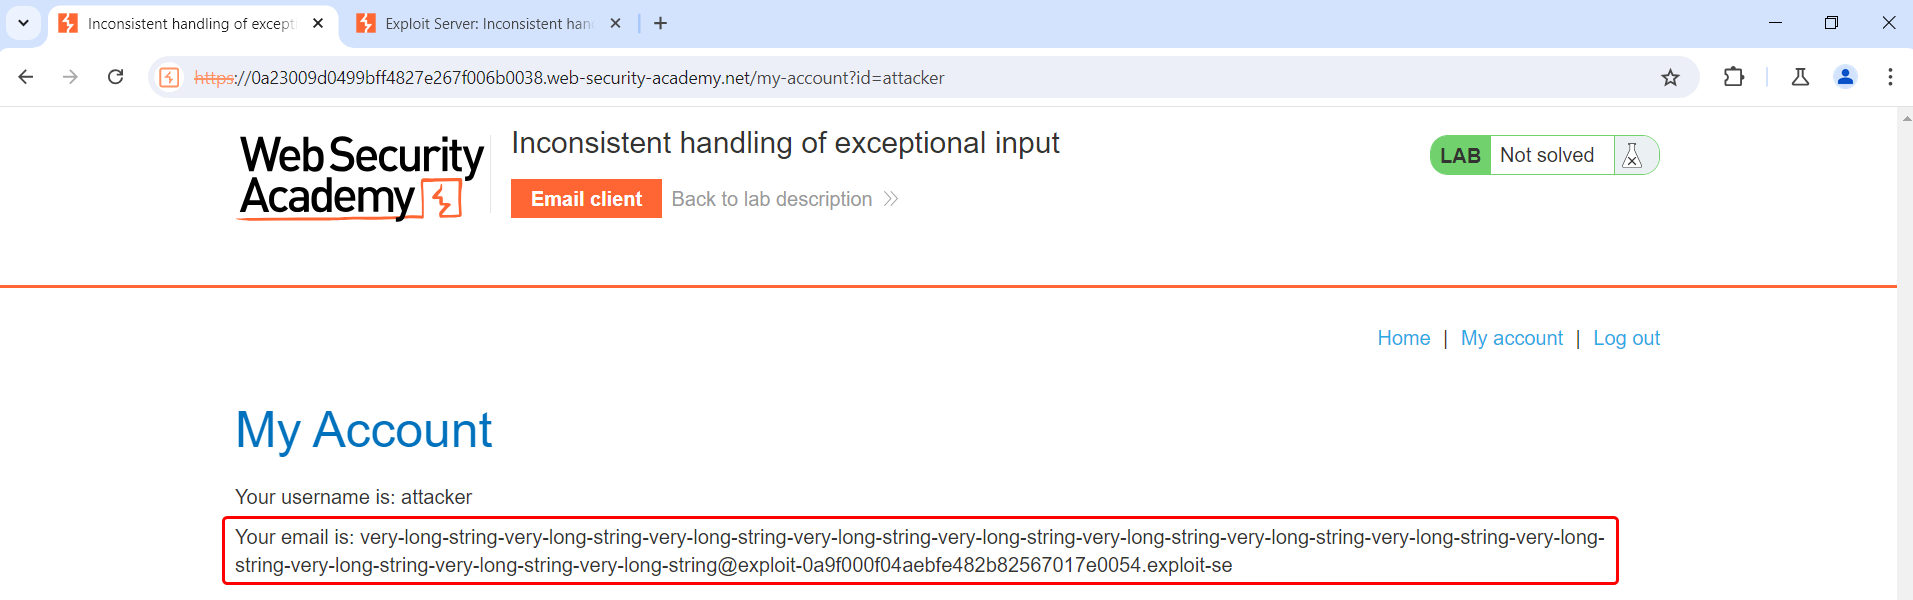 Inconsistent handling of except
Exploit Server: Inconsistent han
https://0a23009d0499bff4827e267f006b0038.web-security-academy.net/my-account?id=attacker
Web Security
Academy
Inconsistent handling of exceptional input
Email client
Back to lab description
LAB
Not solved
Home | My account | Log out
My Account
Your username is: attacker
Your email is: very-long-string-very-long-string-very-long-string-very-long-string-very-long-string-very-long-string-very-long-string-very-long-string-very-long-
string-very-long-string-very-long-string-very-long-string@exploit-0a9f000f04aebfe482b82567017e0054.exploit-se